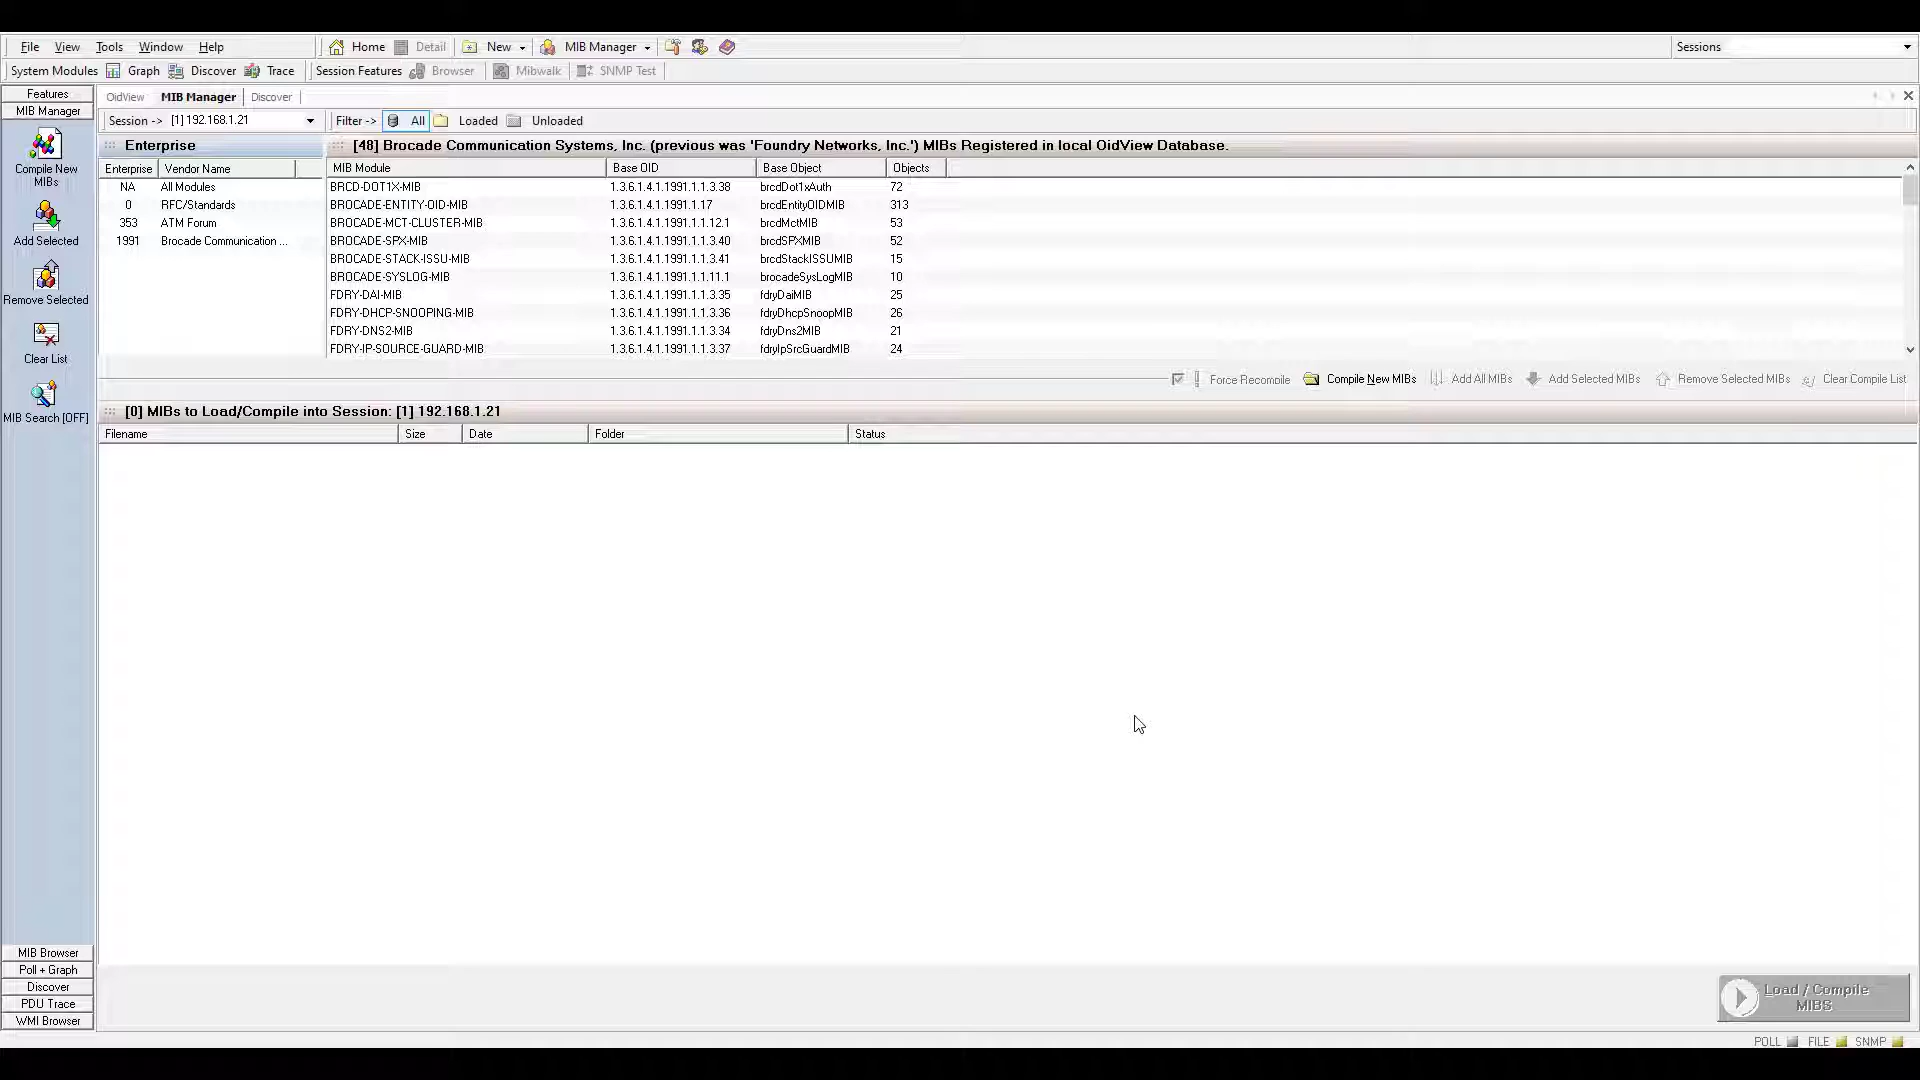 File View Tools Window Help Home Detail New MIB Manager Sessions
System Modules Graph Discover Trace Session Features Browser Mibwalk SNMP Test
Features
MIB Manager
Compile New
MIBs
Add Selected
Remove Selected
Clear List
MIB Search [OFF]
MIB Browser
Poll + Graph
Discover
PDU Trace
WMI Browser
OidView MIB Manager Discover
Session -> [1] 192.168.1.21 Filter -> All Loaded Unloaded
Enterprise
Enterprise Vendor Name
NA All Modules
0 RFC/Standards
353 ATM Forum
1991 Brocade Communication ...
[48] Brocade Communication Systems, Inc. (previous was 'Foundry Networks, Inc.') MIBs Registered in local OidView Database.
MIB Module Base OID Base Object Objects
BRCD-DOT1X-MIB 1.3.6.1.4.1.1991.1.1.3.38 brcdDot1xAuth 72
BROCADE-ENTITY-OID-MIB 1.3.6.1.4.1.1991.1.17 brcdEntityOIDMIB 313
BROCADE-MCT-CLUSTER-MIB 1.3.6.1.4.1.1991.1.1.12.1 brcdMctMIB 53
BROCADE-SPX-MIB 1.3.6.1.4.1.1991.1.1.3.40 brcdSPXMIB 52
BROCADE-STACK-ISSU-MIB 1.3.6.1.4.1.1991.1.1.3.41 brcdStackISSUMIB 15
BROCADE-SYSLOG-MIB 1.3.6.1.4.1.1991.1.1.11.1 brocadeSysLogMIB 10
FDRY-DAI-MIB 1.3.6.1.4.1.1991.1.1.3.35 fdryDaiMIB 25
FDRY-DHCP-SNOOPING-MIB 1.3.6.1.4.1.1991.1.1.3.36 fdryDhcpSnoopMIB 26
FDRY-DNS2-MIB 1.3.6.1.4.1.1991.1.1.3.34 fdryDns2MIB 21
FDRY-IP-SOURCE-GUARD-MIB 1.3.6.1.4.1.1991.1.1.3.37 fdryIpSrcGuardMIB 24
Force Recompile Compile New MIBs Add All MIBs Add Selected MIBs Remove Selected MIBs Clear Compile List
[0] MIBs to Load/Compile into Session: [1] 192.168.1.21
Filename Size Date Folder Status
Load / Compile
MIBS
POLL FILE SNMP